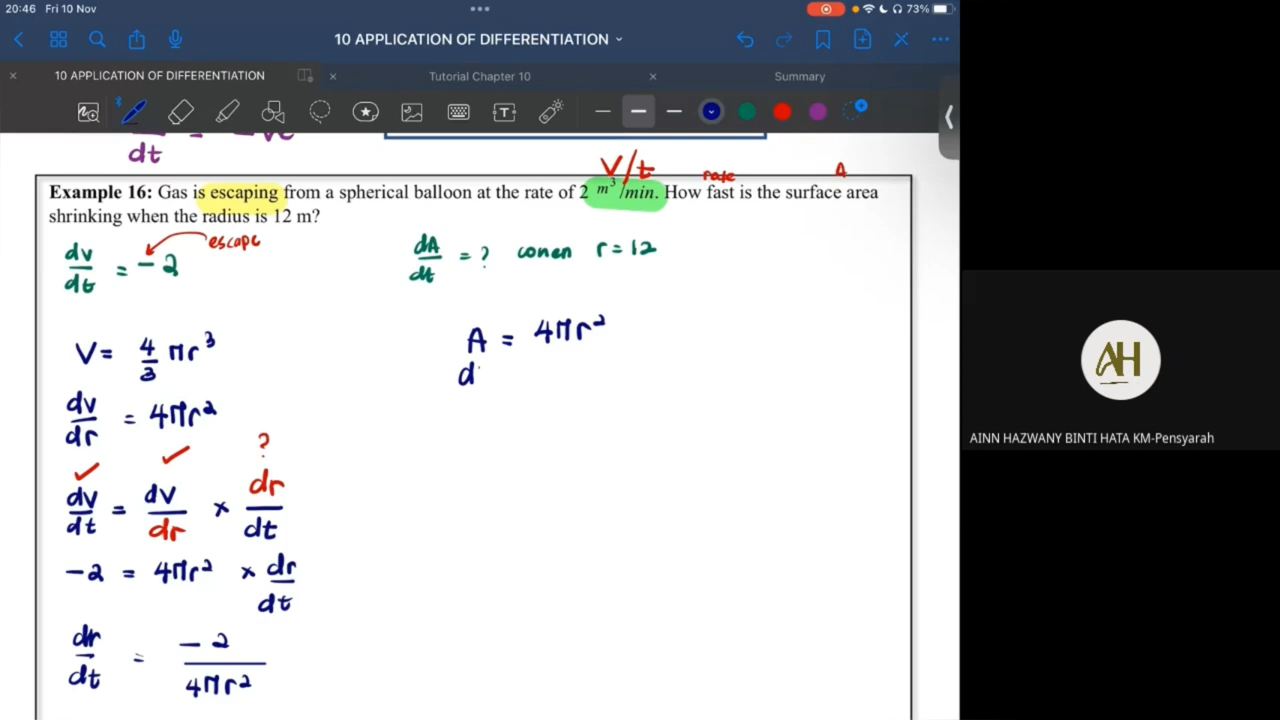 20:46 Fri 10 Nov
73%
10 APPLICATION OF DIFFERENTIATION
10 APPLICATION OF DIFFERENTIATION
Tutorial Chapter 10
Summary
dt = -ve
V/t
rate
A
Example 16: Gas is escaping from a spherical balloon at the rate of 2 m³/min. How fast is the surface area
shrinking when the radius is 12 m?
escape
dv/dt = -2
dA/dt = ? when r = 12
V = 4/3 πr³
A = 4πr²
d
dv/dr = 4πr²
?
dv/dt = dv/dr × dr/dt
-2 = 4πr² × dr/dt
dr/dt = -2/4πr²
AH
AINN HAZWANY BINTI HATA KM-Pensyarah